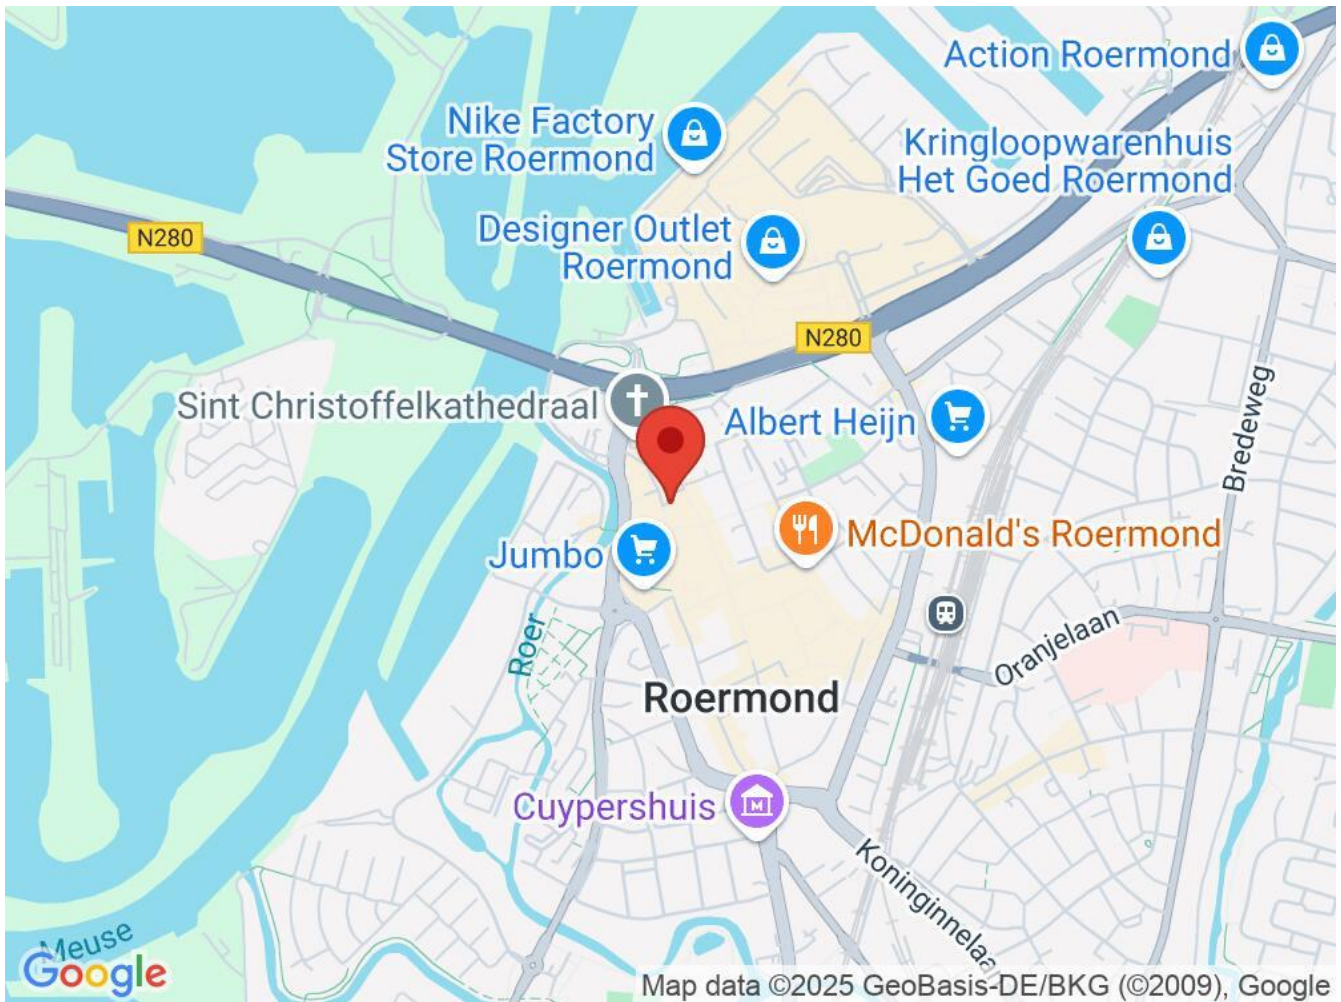 Action Roermond
Nike Factory
Store Roermond
Kringloopwarenhuis
Het Goed Roermond
Designer Outlet
Roermond
N280
N280
Sint Christoffelkathedraal
Albert Heijn
Bredeweg
McDonald's Roermond
Jumbo
Roer
Oranjelaan
Roermond
Cuypershuis
M
Koninginnelaa
Meuse
Google
Map data ©2025 GeoBasis-DE/BKG (©2009), Google